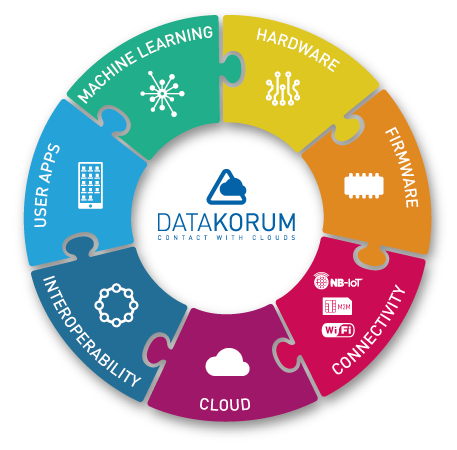 MACHINE LEARNING
HARDWARE
FIRMWARE
NB-IoT
M2M
WiFi
CONNECTIVITY
CLOUD
INTEROPERABILITY
USER APPS
DATAKORUM
CONTACT WITH CLOUDS